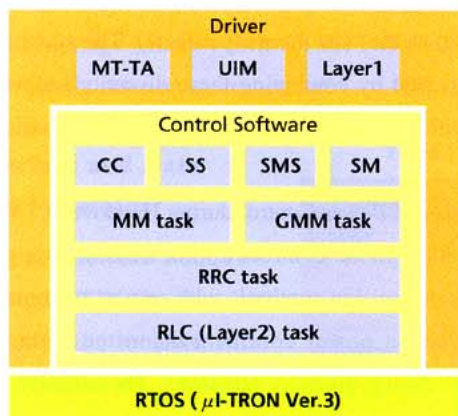 Driver
MT-TA UIM Layer1
Control Software
CC SS SMS SM
MM task GMM task
RRC task
RLC (Layer2) task
RTOS ( μI-TRON Ver.3)